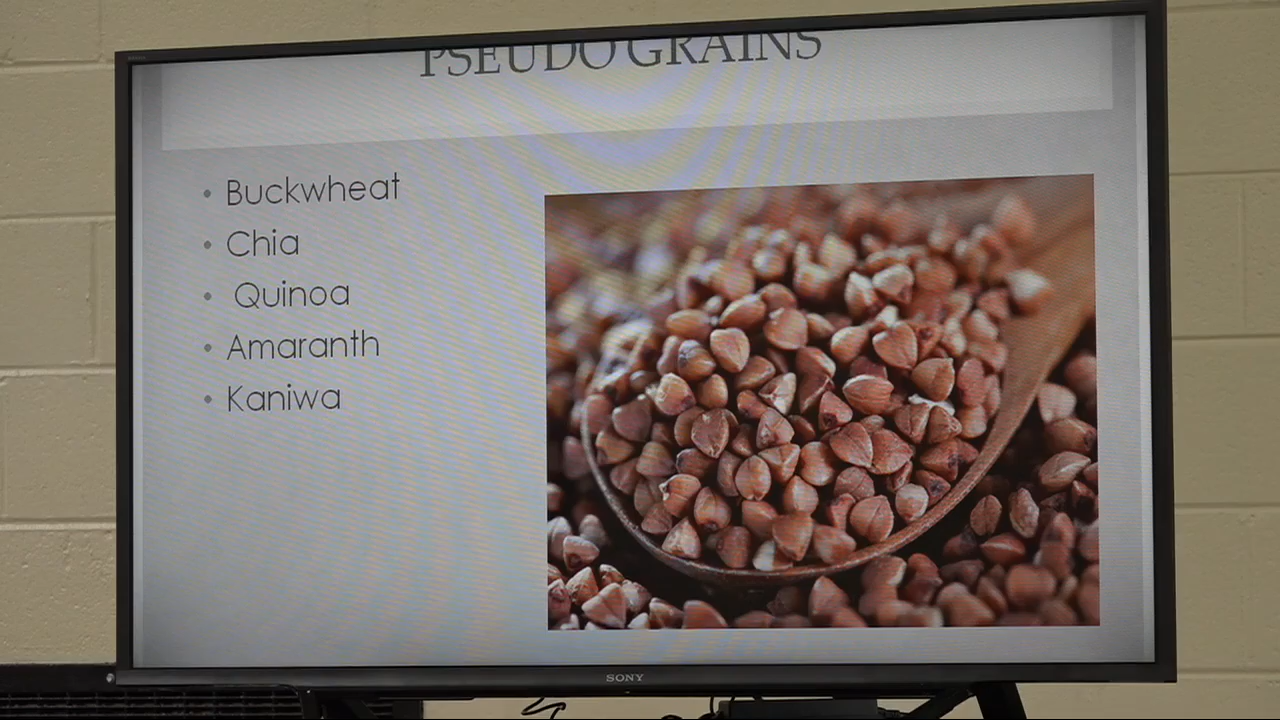 PSEUDO GRAINS
• Buckwheat
• Chia
• Quinoa
• Amaranth
• Kaniwa
SONY